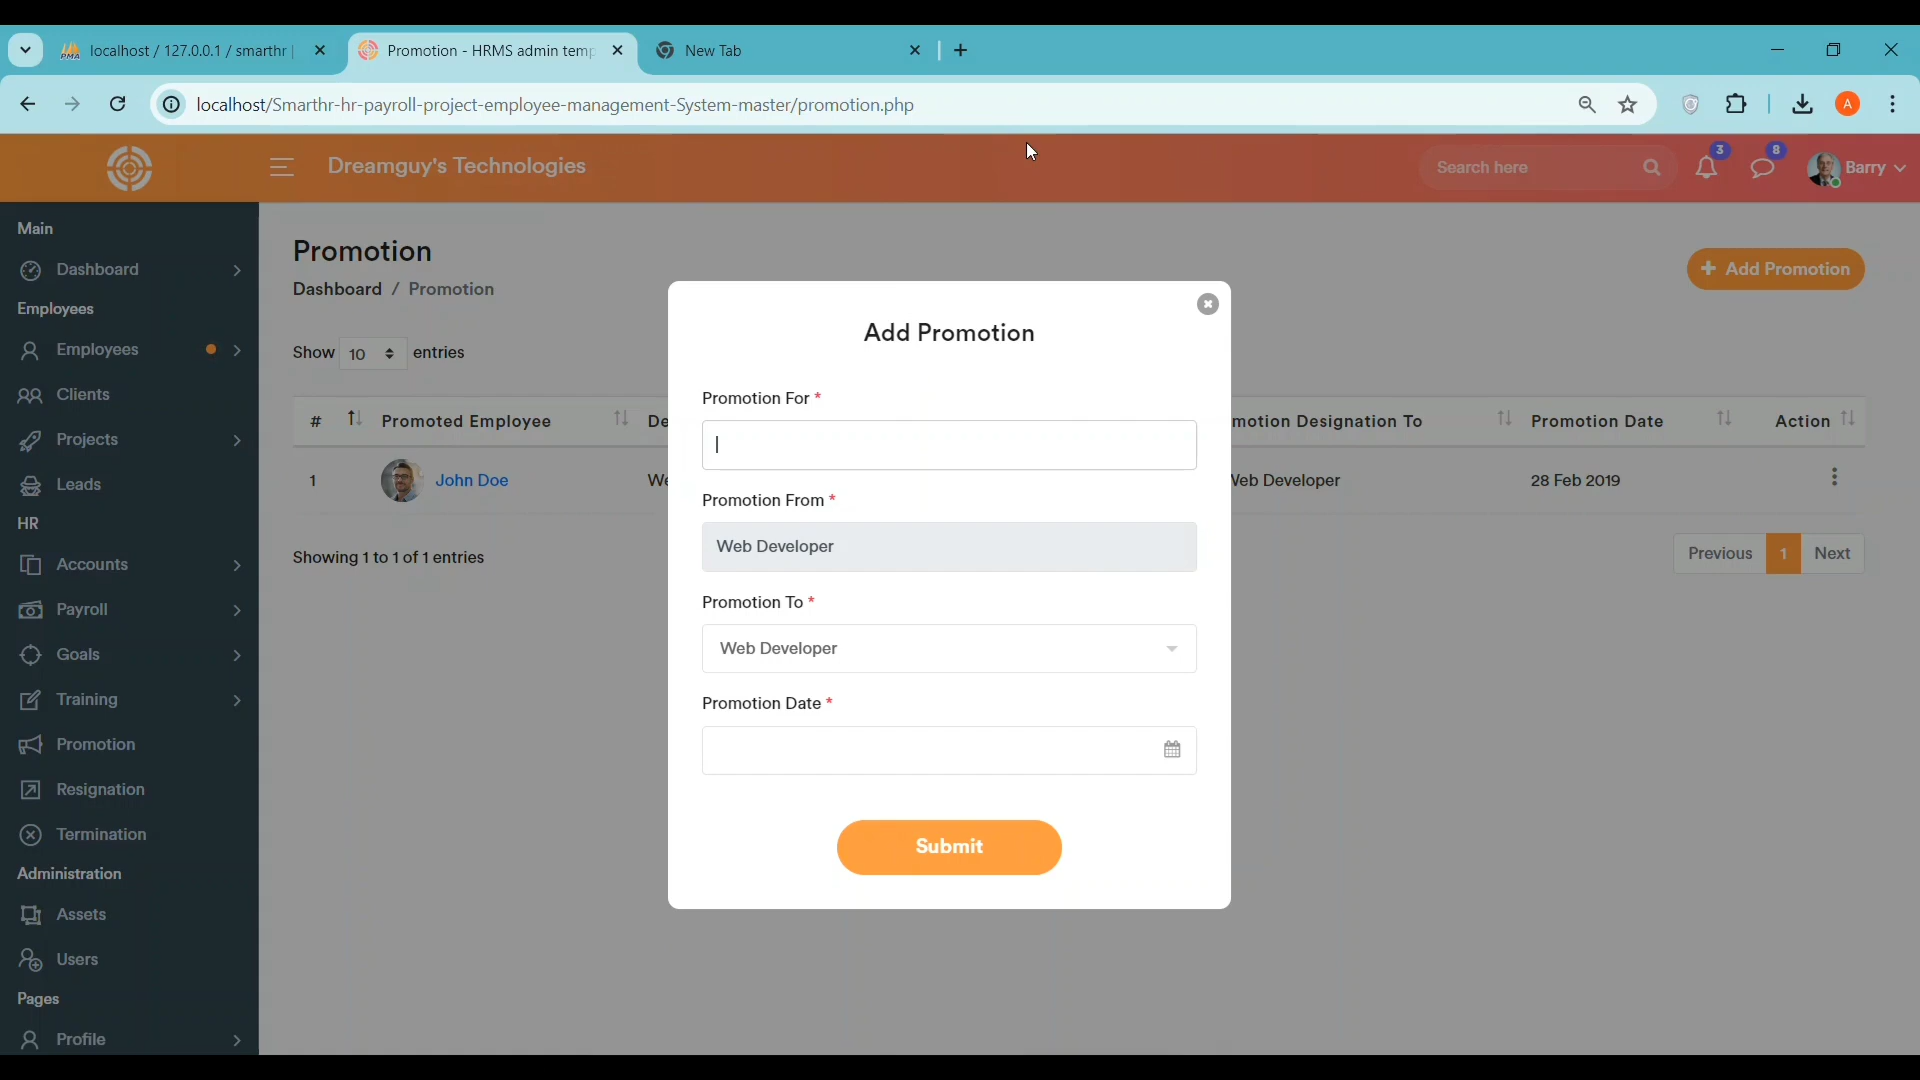 localhost / 127.0.0.1 / smarthr |
Promotion - HRMS admin temp
New Tab
localhost/Smarthr-hr-payroll-project-employee-management-System-master/promotion.php
A
Dreamguy's Technologies
Search here
3
8
Barry
Main
Dashboard
Employees
Employees
Clients
Projects
Leads
HR
Accounts
Payroll
Goals
Training
Promotion
Resignation
Termination
Administration
Assets
Users
Pages
Profile
Promotion
Dashboard / Promotion
+ Add Promotion
Show 10 entries
# Promoted Employee De
motion Designation To Promotion Date Action
1 John Doe We
Web Developer 28 Feb 2019
Showing 1 to 1 of 1 entries
Previous 1 Next
Add Promotion
Promotion For *
Promotion From *
Web Developer
Promotion To *
Web Developer
Promotion Date *
Submit